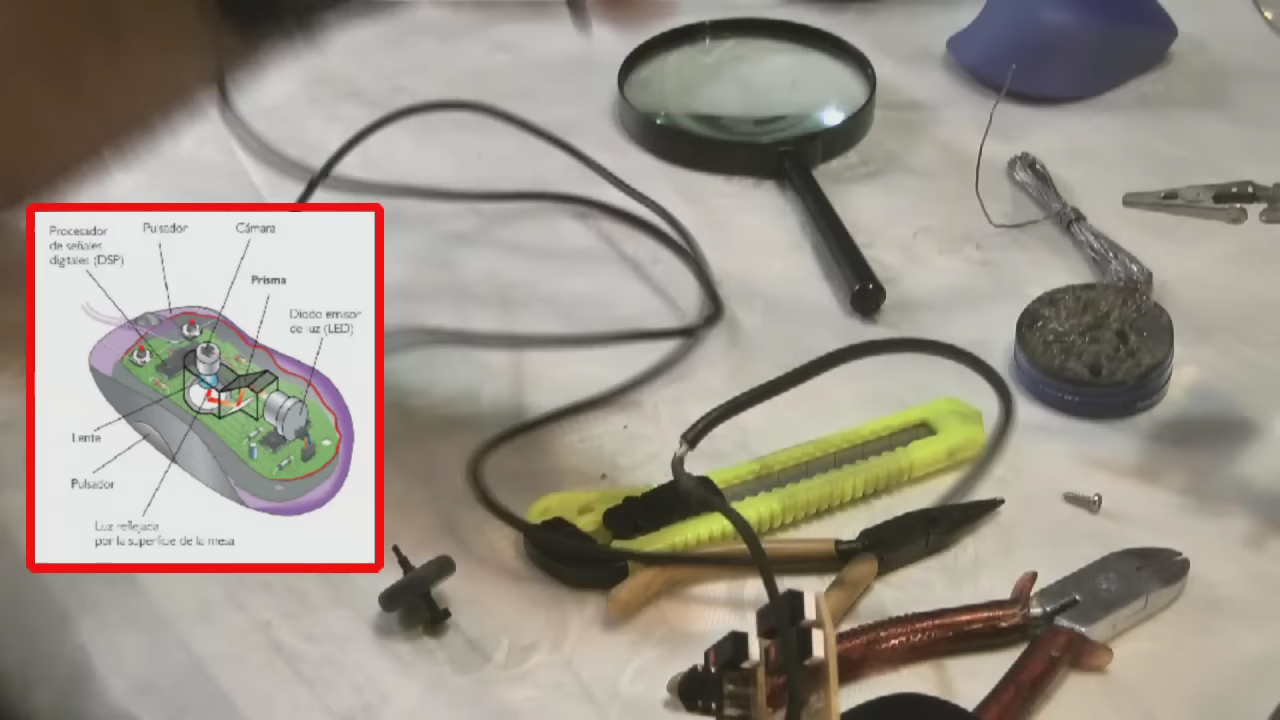 Procesador
de señales
digitales (DSP)
Pulsador
Cámara
Prisma
Diodo emisor
de luz (LED)
Lente
Pulsador
Luz reflejada
por la superficie de la mesa